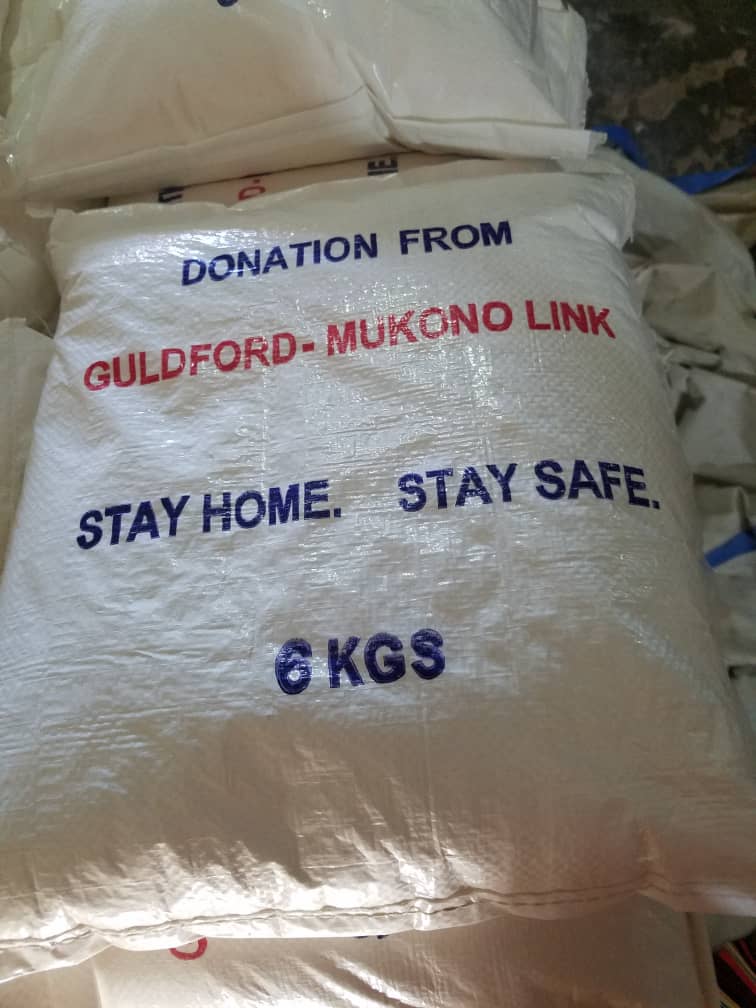 DONATION FROM
GULDFORD- MUKONO LINK
STAY HOME. STAY SAFE.
6 KGS